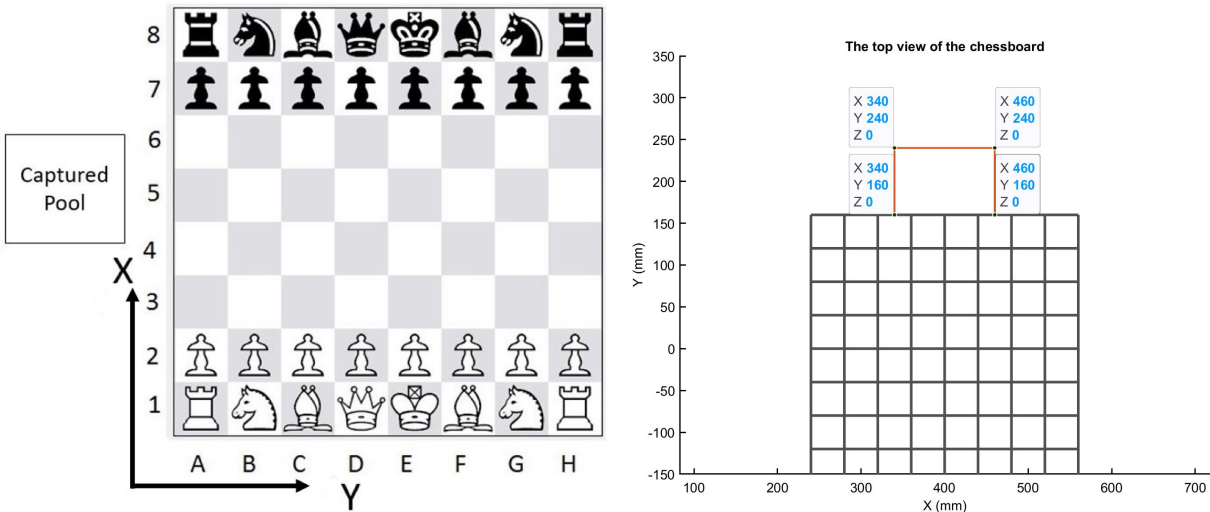 8
7
6
5
4
3
2
1
Captured
Pool
X
A B C D E F G H
Y
The top view of the chessboard
350
300
250
200
150
100
50
0
-50
-100
-150
Y (mm)
X 340
Y 240
Z 0
X 460
Y 240
Z 0
X 340
Y 160
Z 0
X 460
Y 160
Z 0
100 200 300 400 500 600 700
X (mm)